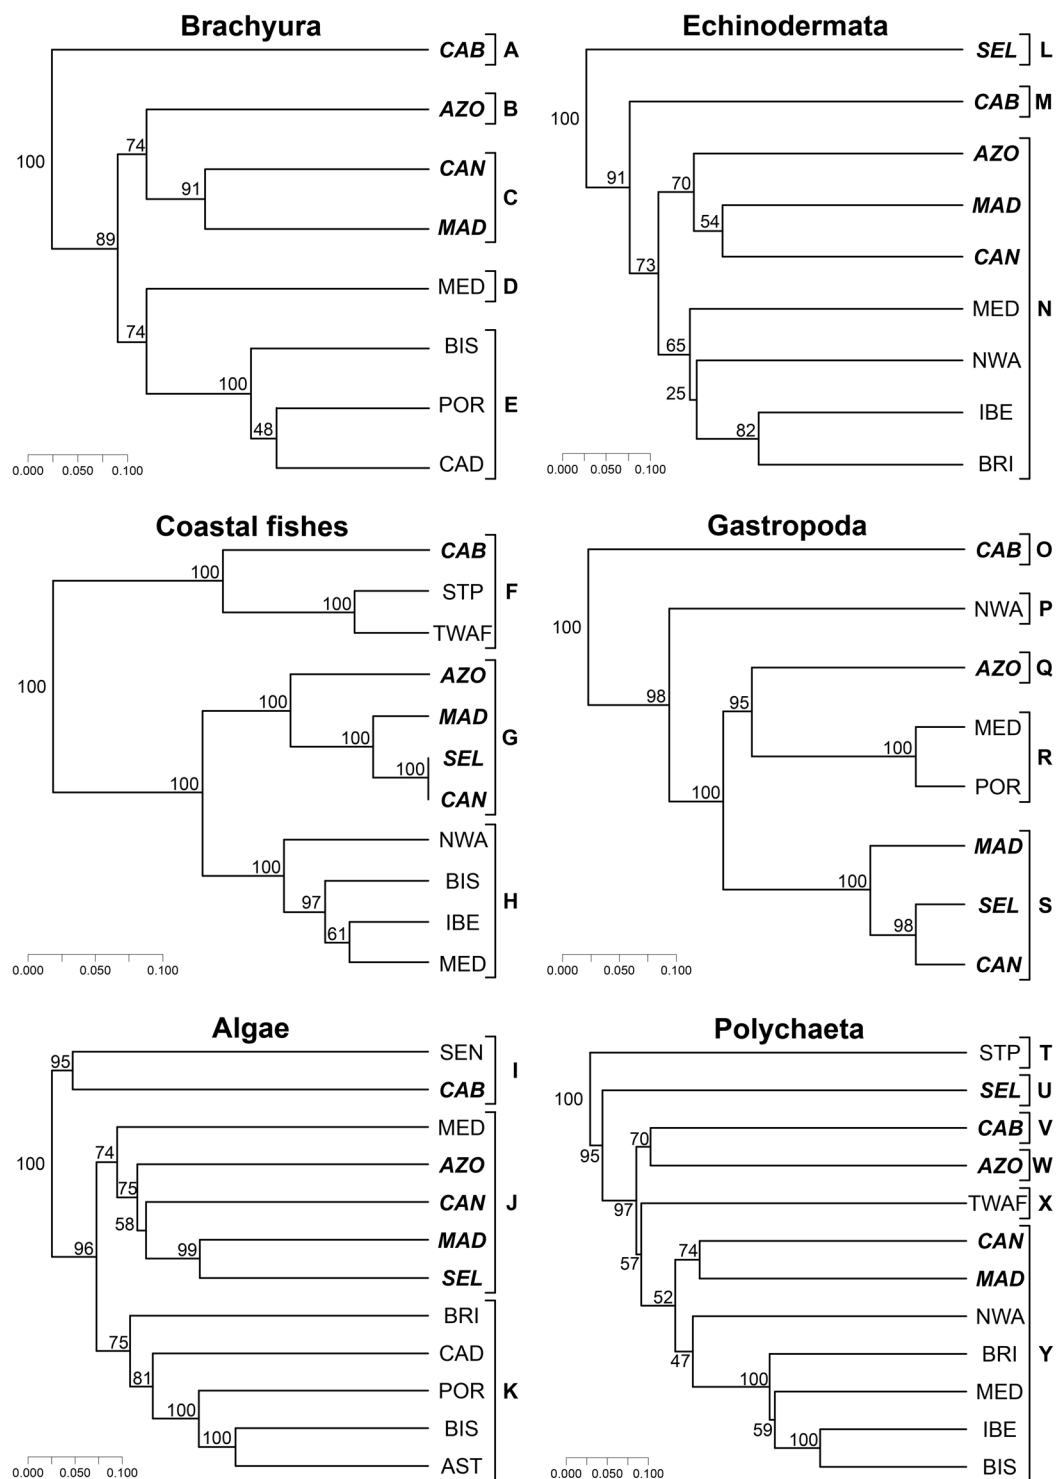 Brachyura
CAB A
AZO B
74
100
CAN
91
C
MAD
89
MED D
74
BIS
100
POR E
48
CAD
0.000 0.050 0.100
Echinodermata
SEL L
CAB M
100
AZO
91
70
MAD
54
CAN
73
MED N
65
NWA
25
IBE
82
BRI
0.000 0.050 0.100
Coastal fishes
CAB
100
STP F
100
TWAF
AZO
100
100
MAD
G
100
SEL
100
CAN
100
NWA
100
BIS
97
H
IBE
61
MED
0.000 0.050 0.100
Gastropoda
CAB O
NWA P
100
AZO Q
98
95
MED
100
R
POR
100
MAD
100
SEL S
98
CAN
0.000 0.050 0.100
Algae
SEN
95
I
CAB
MED
74
100
AZO
75
CAN J
58
MAD
96
99
SEL
BRI
75
CAD
81
POR K
100
BIS
100
AST
0.000 0.050 0.100
Polychaeta
STP T
SEL U
100
CAB V
70
95
AZO W
TWAF X
97
CAN
74
57
MAD
52
NWA
47
BRI Y
100
MED
59
IBE
100
BIS
0.000 0.050 0.100